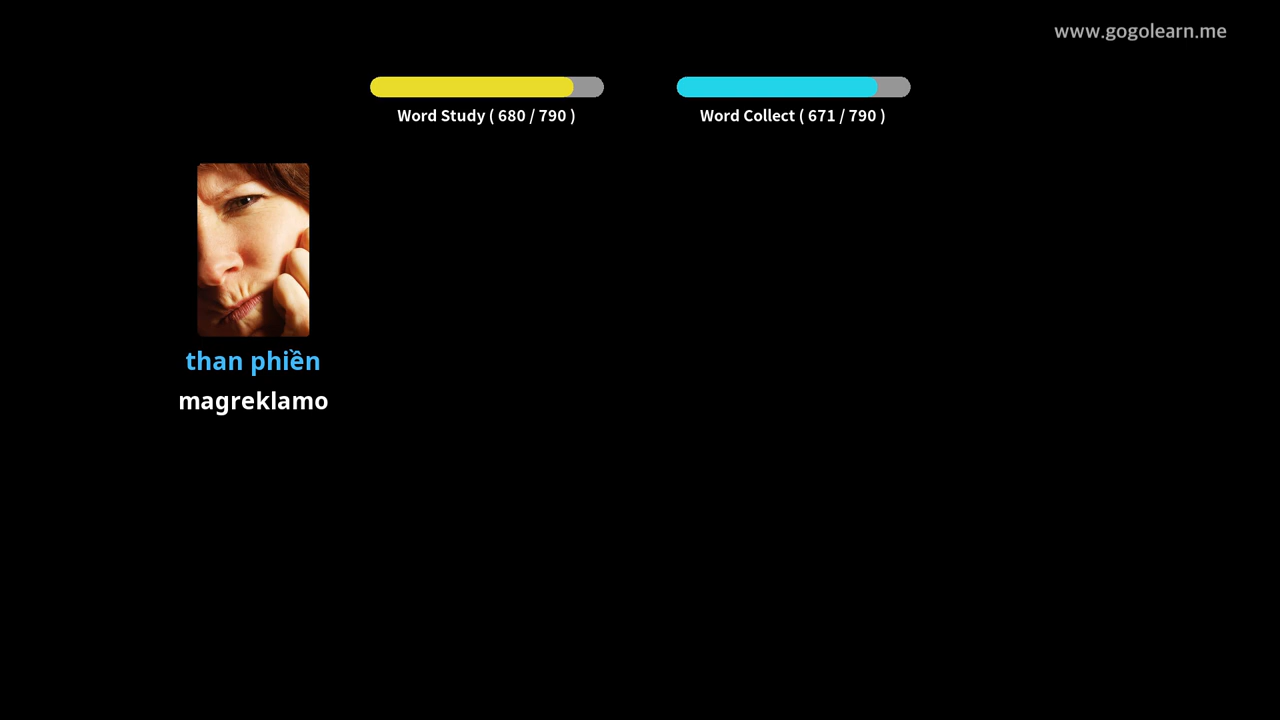 www.gogolearn.me
Word Study ( 680 / 790 )
Word Collect ( 671 / 790 )
than phiền
magreklamo